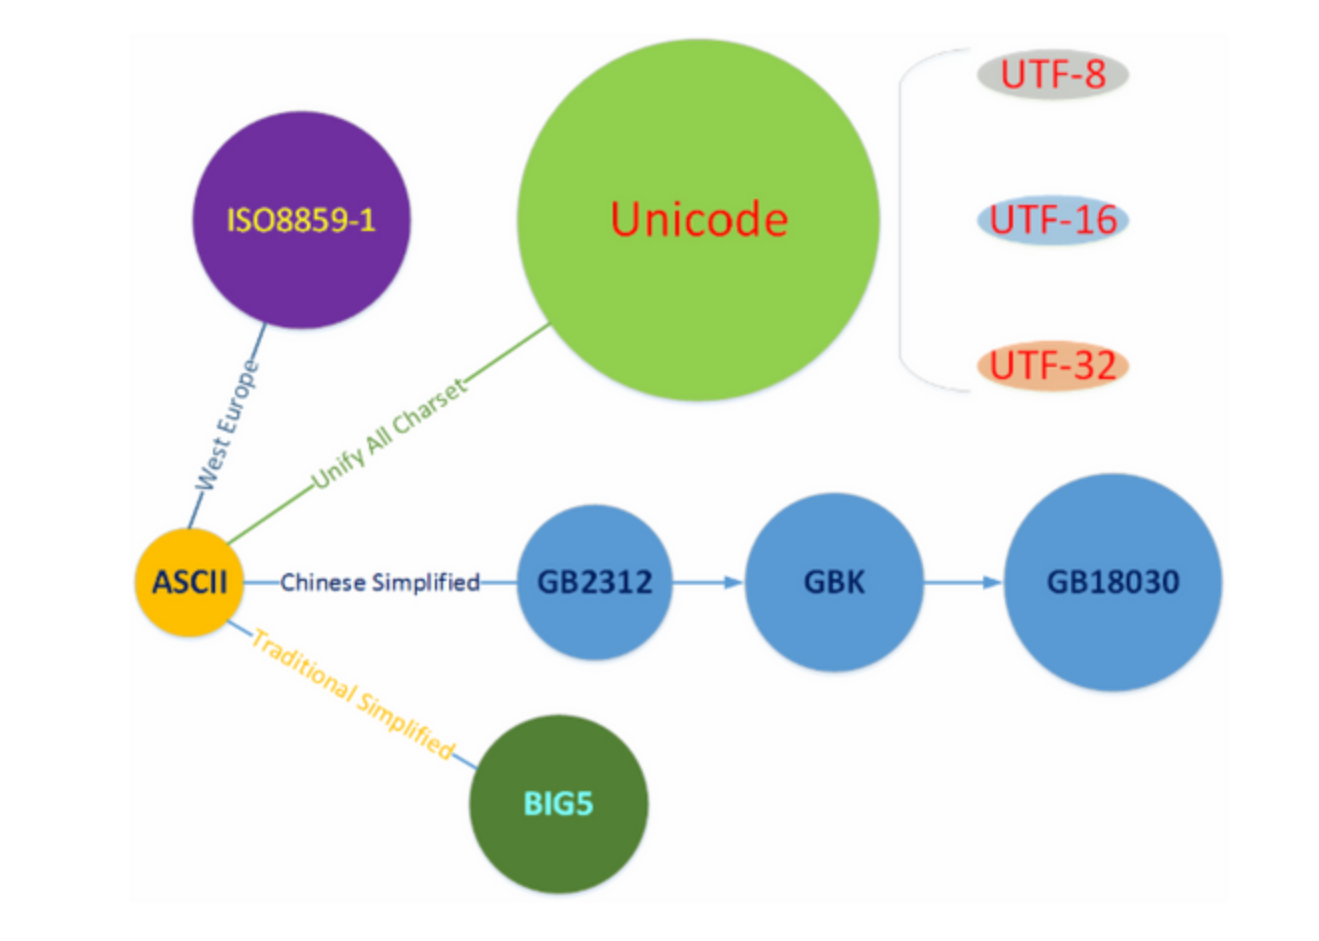 UTF-8
ISO8859-1
Unicode
UTF-16
UTF-32
West Europe
Unify All Charset
ASCII
Chinese Simplified
GB2312
GBK
GB18030
Traditional Simplified
BIG5